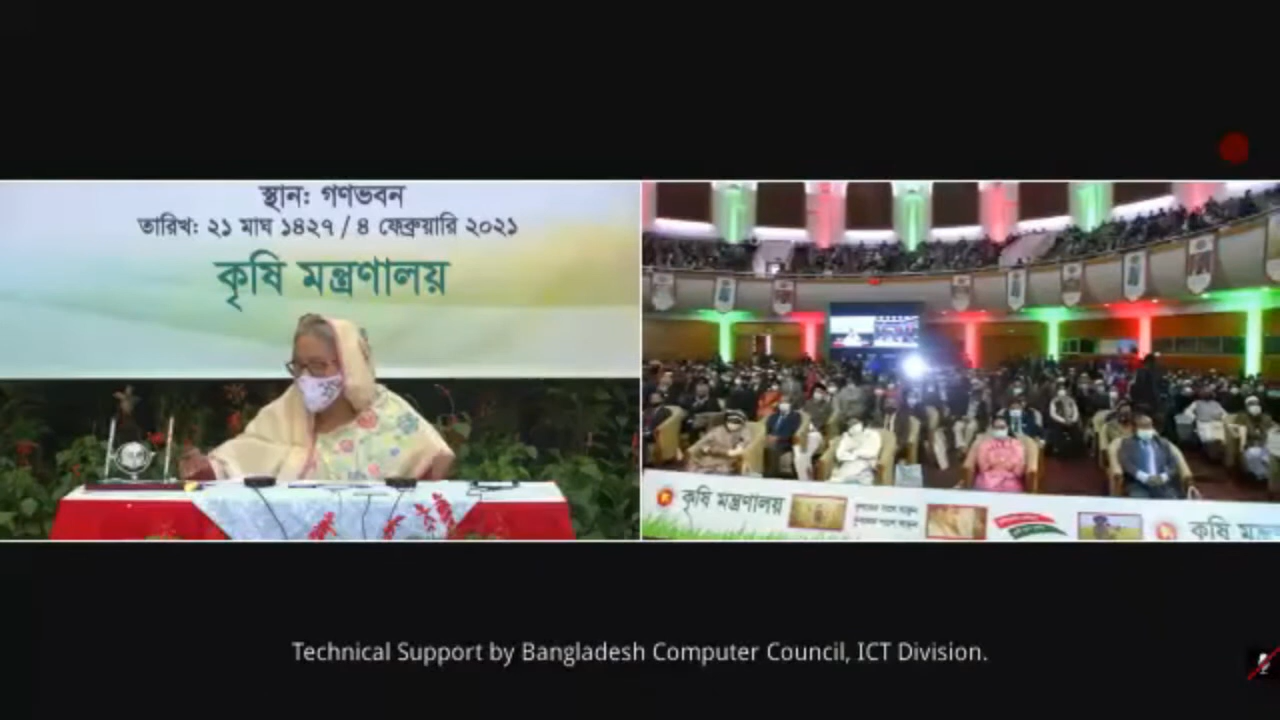 স্থান: গণভবন
তারিখ: ২১ মাঘ ১৪২৭ / ৪ ফেব্রুয়ারি ২০২১
কৃষি মন্ত্রণালয়
কৃষি মন্ত্রণালয়
কৃষি
Technical Support by Bangladesh Computer Council, ICT Division.